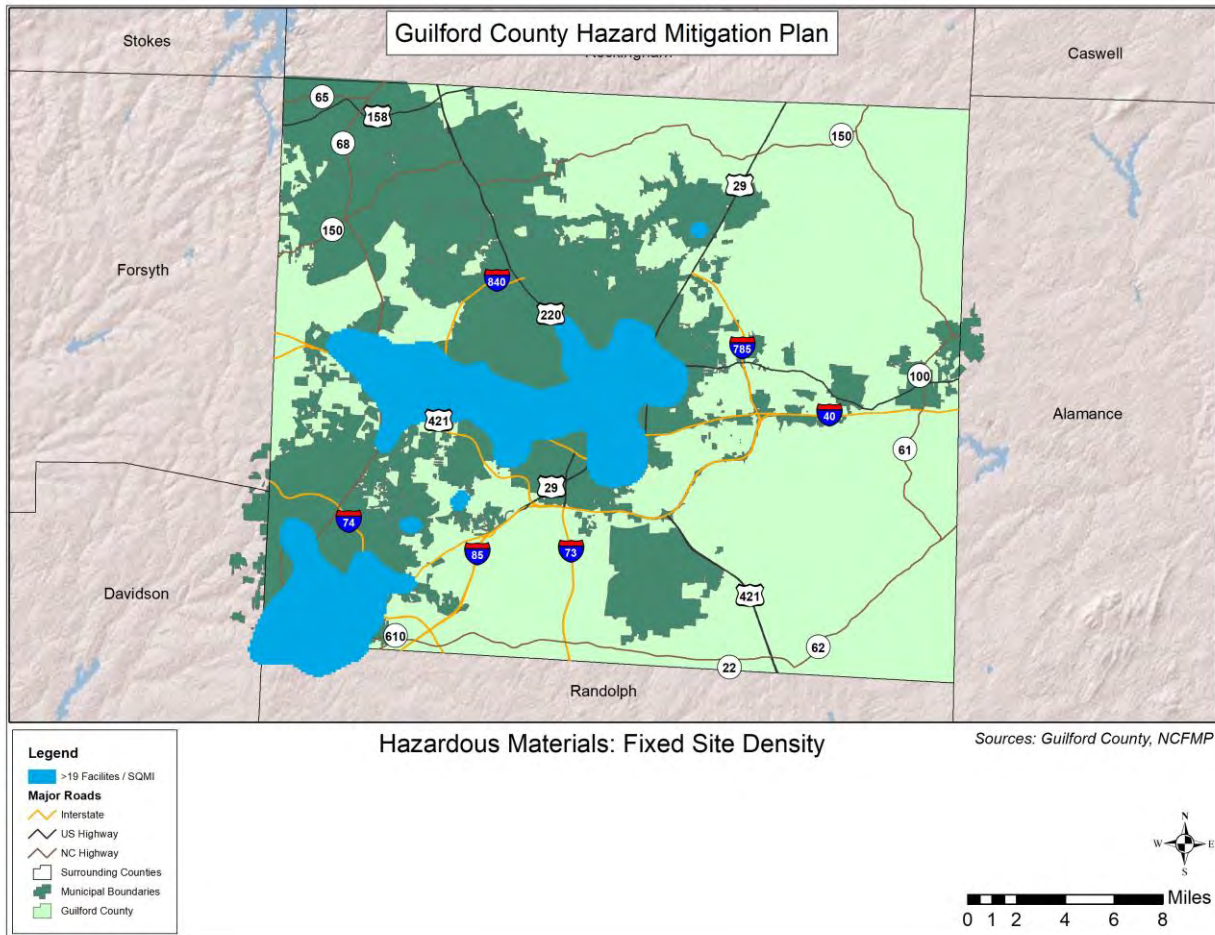 Guilford County Hazard Mitigation Plan
Stokes
Caswell
65
158
68
150
29
150
Forsyth
840
220
785
100
40
Alamance
421
61
29
74
85
73
Davidson
421
610
62
22
Randolph
Hazardous Materials: Fixed Site Density
Sources: Guilford County, NCFMP
Legend
>19 Facilites / SQMI
Major Roads
Interstate
US Highway
NC Highway
Surrounding Counties
Municipal Boundaries
Guilford County
N
W E
S
Miles
0 1 2 4 6 8